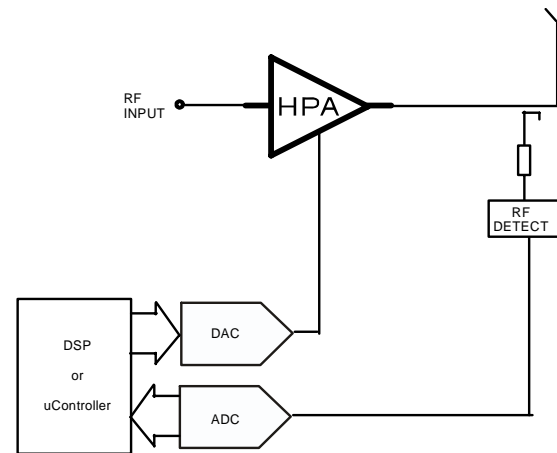 RF
INPUT
HPA
RF
DETECT
DSP
or
uController
DAC
ADC